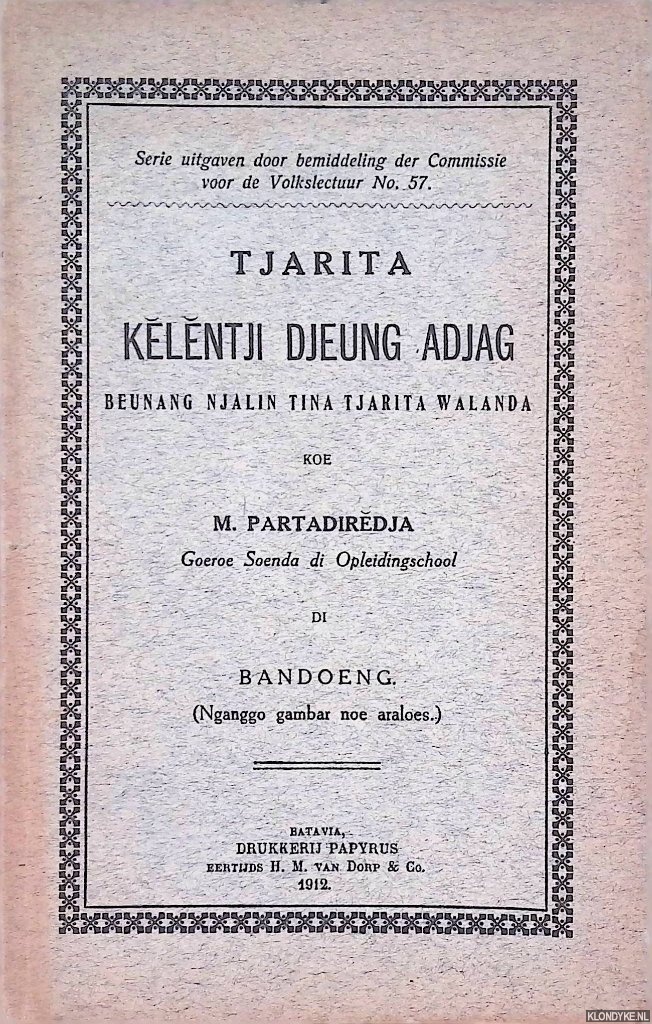 Serie uitgaven door bemiddeling der Commissie
voor de Volkslectuur No. 57.
TJARITA
KĔLĔNTJI DJEUNG ADJAG
BEUNANG NJALIN TINA TJARITA WALANDA
KOE
M. PARTADIRĔDJA
Goeroe Soenda di Opleidingschool
DI
BANDOENG.
(Nganggo gambar noe araloes.)
BATAVIA,
DRUKKERIJ PAPYRUS
EERTIJDS H. M. VAN DORP & Co.
1912.
KLONDYKE.NL